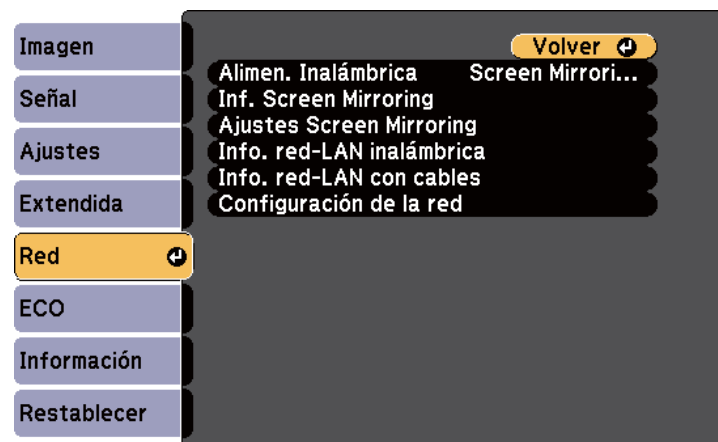 Imagen
Señal
Ajustes
Extendida
Red
ECO
Información
Restablecer
Volver
Alimen. Inalámbrica Screen Mirrori...
Inf. Screen Mirroring
Ajustes Screen Mirroring
Info. red-LAN inalámbrica
Info. red-LAN con cables
Configuración de la red